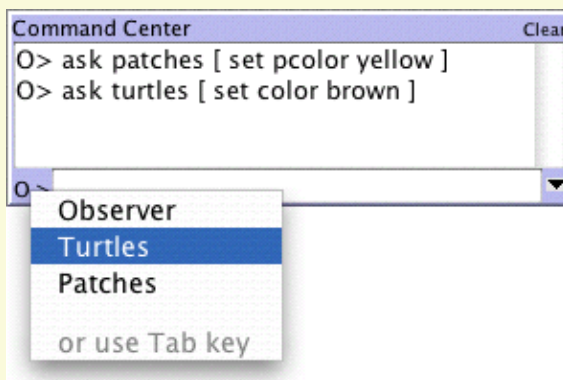 Command Center Clear
O> ask patches [ set pcolor yellow ]
O> ask turtles [ set color brown ]
O>
Observer
Turtles
Patches
or use Tab key